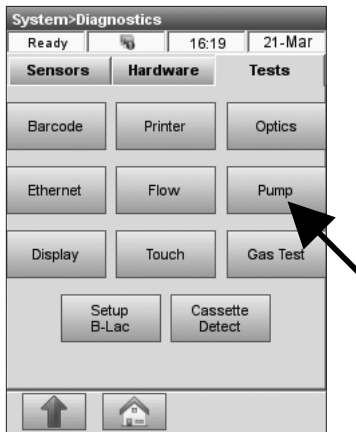 System>Diagnostics
Ready 16:19 21-Mar
Sensors Hardware Tests
Barcode Printer Optics
Ethernet Flow Pump
Display Touch Gas Test
Setup B-Lac Cassette Detect